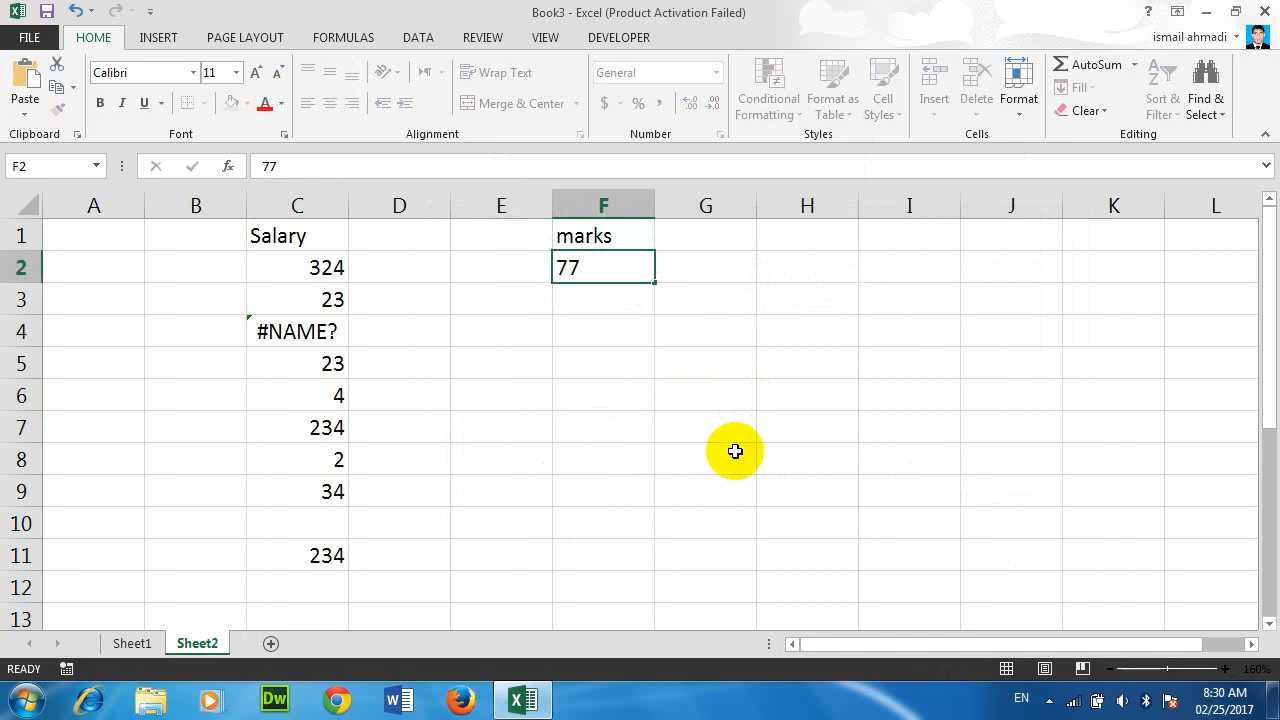 Book3 - Excel (Product Activation Failed)
FILE HOME INSERT PAGE LAYOUT FORMULAS DATA REVIEW VIEW DEVELOPER ismail ahmadi
Calibri 11 Wrap Text General AutoSum
Paste B I U A Merge & Center $ % , Conditional Formatting Format as Table Cell Styles Insert Delete Format Fill Clear Sort & Filter Find & Select
Clipboard Font Alignment Number Styles Cells Editing
F2 fx 77
A B C D E F G H I J K L
1 Salary marks
2 324 77
3 23
4 #NAME?
5 23
6 4
7 234
8 2
9 34
10
11 234
12
13
Sheet1 Sheet2
READY 160%
Dw EN 8:30 AM
02/25/2017